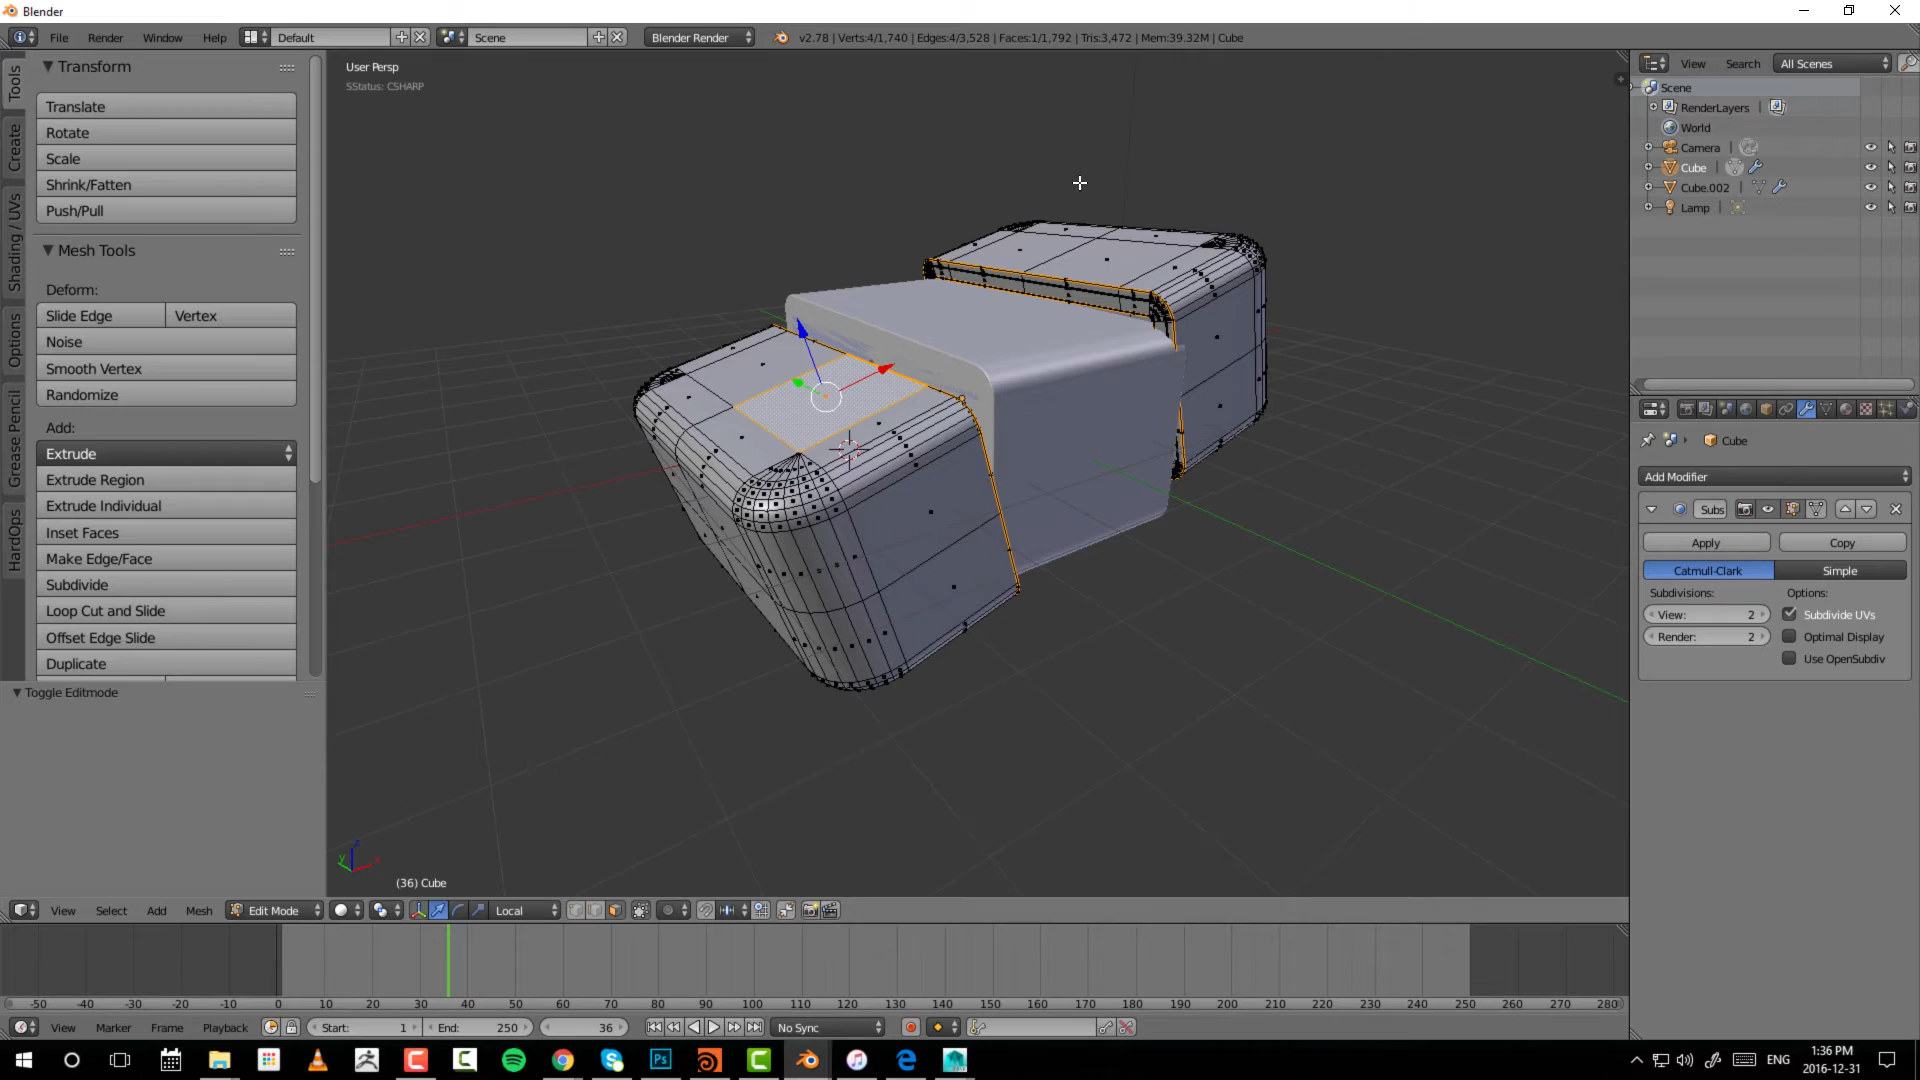 Blender
File Render Window Help Default Scene Blender Render v2.78 | Verts:4/1,740 | Edges:4/3,528 | Faces:1/1,792 | Tris:3,472 | Mem:39.32M | Cube
Tools
Create
Shading / UVs
Options
Grease Pencil
HardOps
Transform
Translate
Rotate
Scale
Shrink/Fatten
Push/Pull
Mesh Tools
Deform:
Slide Edge Vertex
Noise
Smooth Vertex
Randomize
Add:
Extrude
Extrude Region
Extrude Individual
Inset Faces
Make Edge/Face
Subdivide
Loop Cut and Slide
Offset Edge Slide
Duplicate
Toggle Editmode
User Persp
SStatus: CSHARP
z
y x
(36) Cube
View Search All Scenes
Scene
RenderLayers |
World
Camera |
Cube |
Cube.002 |
Lamp |
Cube
Add Modifier
Subs
Apply Copy
Catmull-Clark Simple
Subdivisions: Options:
View: 2 Subdivide UVs
Render: 2 Optimal Display
Use OpenSubdiv
View Select Add Mesh Edit Mode Local
-50 -40 -30 -20 -10 0 10 20 30 40 50 60 70 80 90 100 110 120 130 140 150 160 170 180 190 200 210 220 230 240 250 260 270 280
View Marker Frame Playback Start: 1 End: 250 36 No Sync
Ps
ENG
1:36 PM
2016-12-31